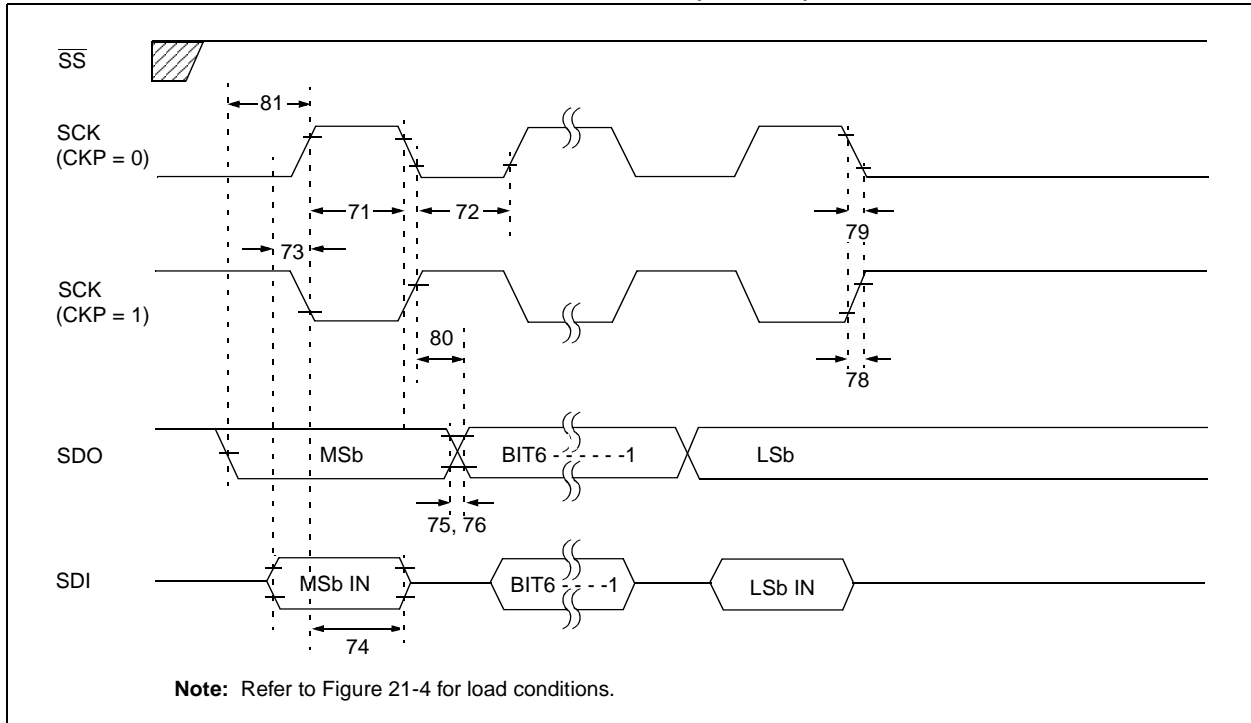 SS
81
SCK
(CKP = 0)
71
72
79
73
SCK
(CKP = 1)
80
78
SDO
MSb
BIT6 - - - - - -1
LSb
75, 76
SDI
MSb IN
BIT6 - - - -1
LSb IN
74
Note: Refer to Figure 21-4 for load conditions.